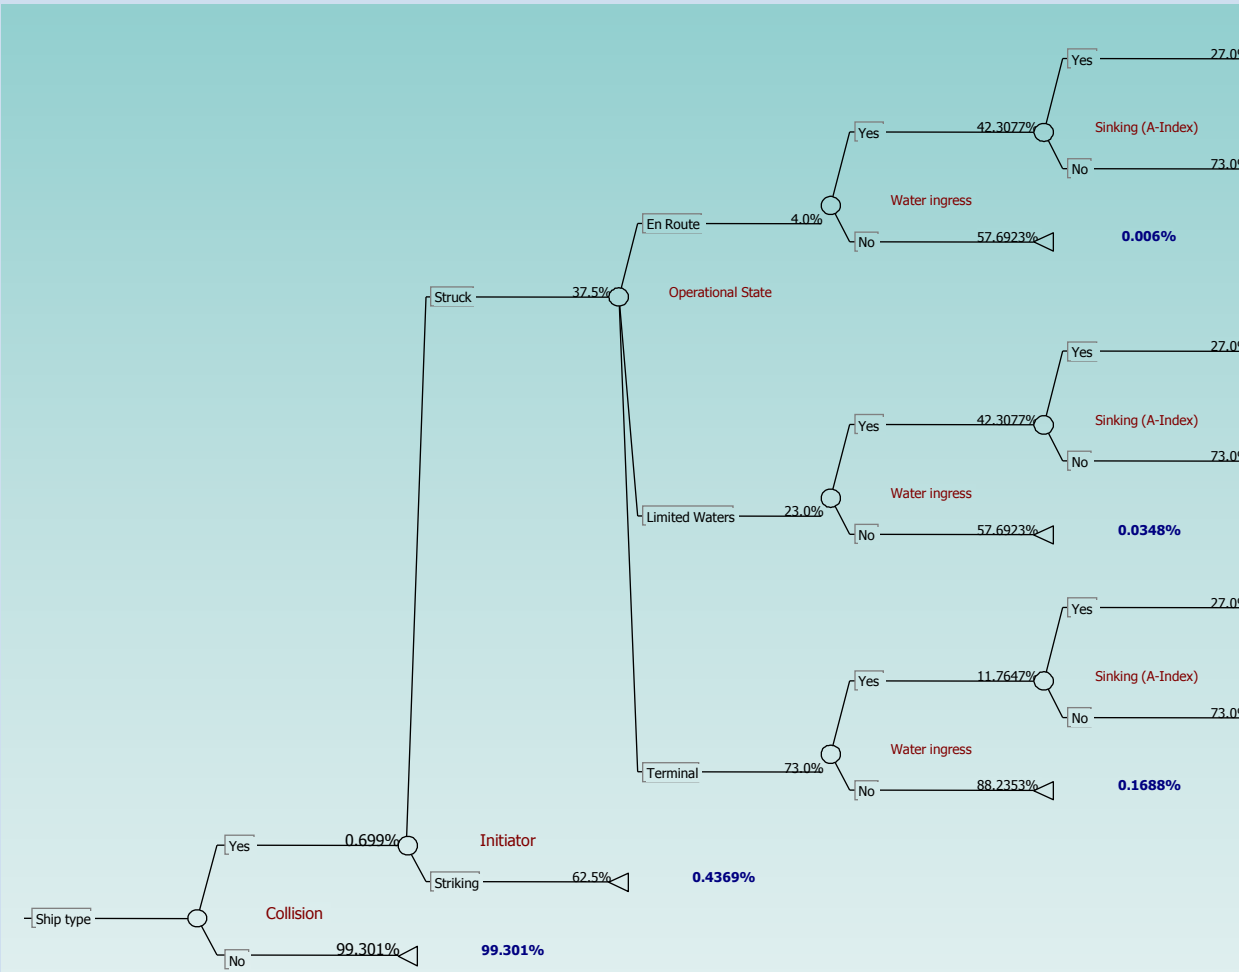 Yes 27.0%
Sinking (A-Index)
No 73.0%
Yes 42.3077%
Water ingress
No 57.6923% 0.006%
En Route 4.0%
Operational State
Struck 37.5%
Yes 27.0%
Sinking (A-Index)
No 73.0%
Yes 42.3077%
Water ingress
No 57.6923% 0.0348%
Limited Waters 23.0%
Yes 27.0%
Sinking (A-Index)
No 73.0%
Yes 11.7647%
Water ingress
No 88.2353% 0.1688%
Terminal 73.0%
Yes 0.699%
Initiator
Striking 62.5% 0.4369%
Ship type
Collision
No 99.301% 99.301%